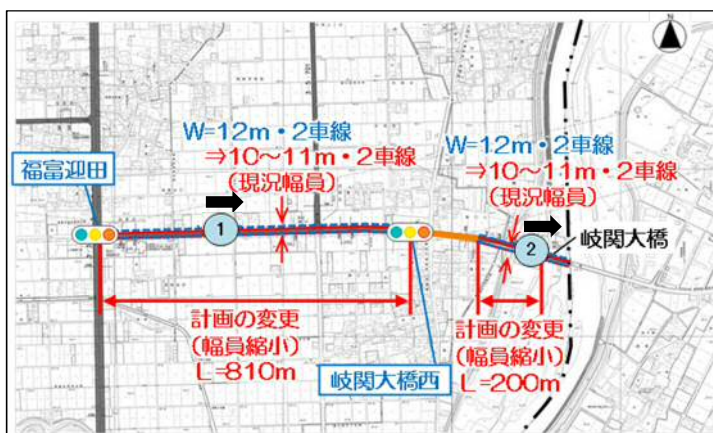 N
W=12m・2車線
⇒10～11m・2車線
(現況幅員)
W=12m・2車線
⇒10～11m・2車線
(現況幅員)
福富迎田
1
2
岐関大橋
計画の変更
(幅員縮小)
L=810m
岐関大橋西
計画の変更
(幅員縮小)
L=200m